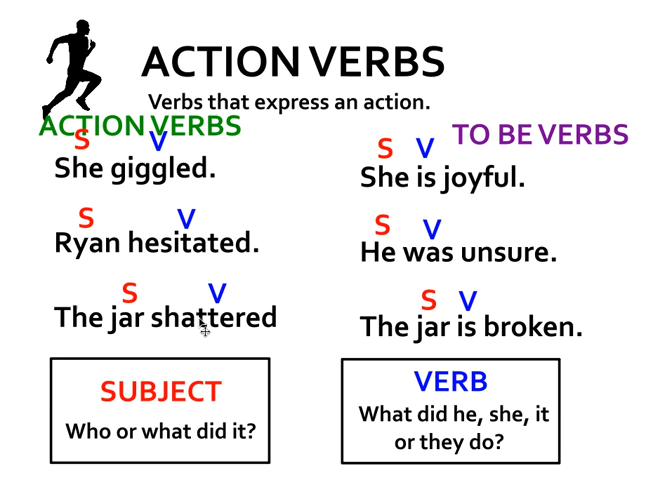 ACTION VERBS
Verbs that express an action.
ACTION VERBS
S V
She giggled.
S V
Ryan hesitated.
S V
The jar shattered
TO BE VERBS
S V
She is joyful.
S V
He was unsure.
S V
The jar is broken.
SUBJECT
Who or what did it?
VERB
What did he, she, it
or they do?